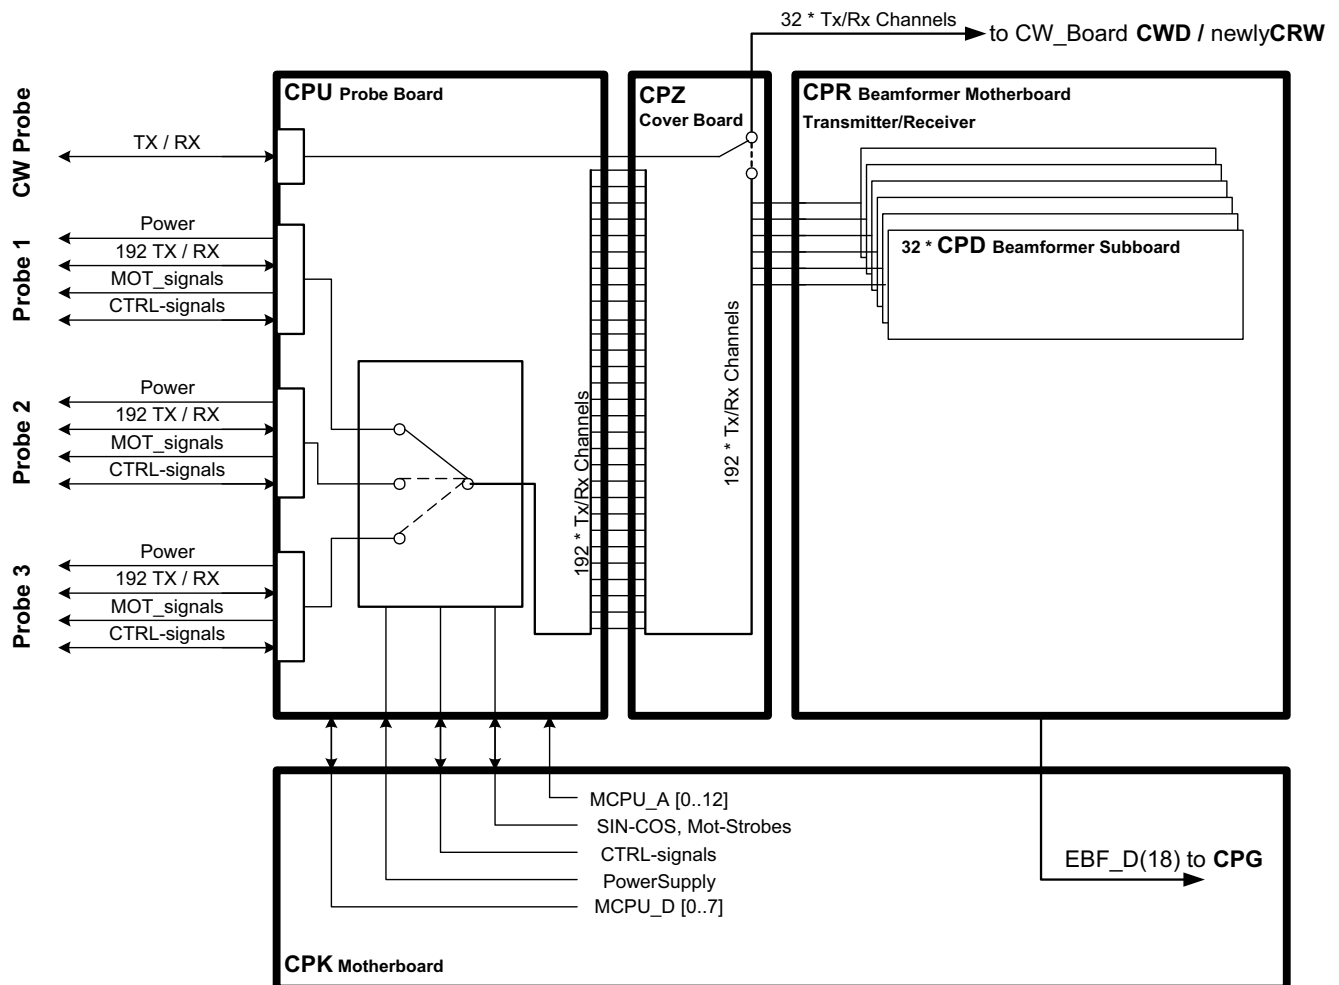 32 * Tx/Rx Channels
to CW_Board CWD / newlyCRW
CPU Probe Board
CPZ
Cover Board
CPR Beamformer Motherboard
Transmitter/Receiver
CW Probe
TX / RX
Probe 1
Power
192 TX / RX
MOT_signals
CTRL-signals
32 * CPD Beamformer Subboard
Probe 2
Power
192 TX / RX
MOT_signals
CTRL-signals
192 * Tx/Rx Channels
192 * Tx/Rx Channels
Probe 3
Power
192 TX / RX
MOT_signals
CTRL-signals
MCPU_A [0..12]
SIN-COS, Mot-Strobes
CTRL-signals
PowerSupply
MCPU_D [0..7]
EBF_D(18) to CPG
CPK Motherboard